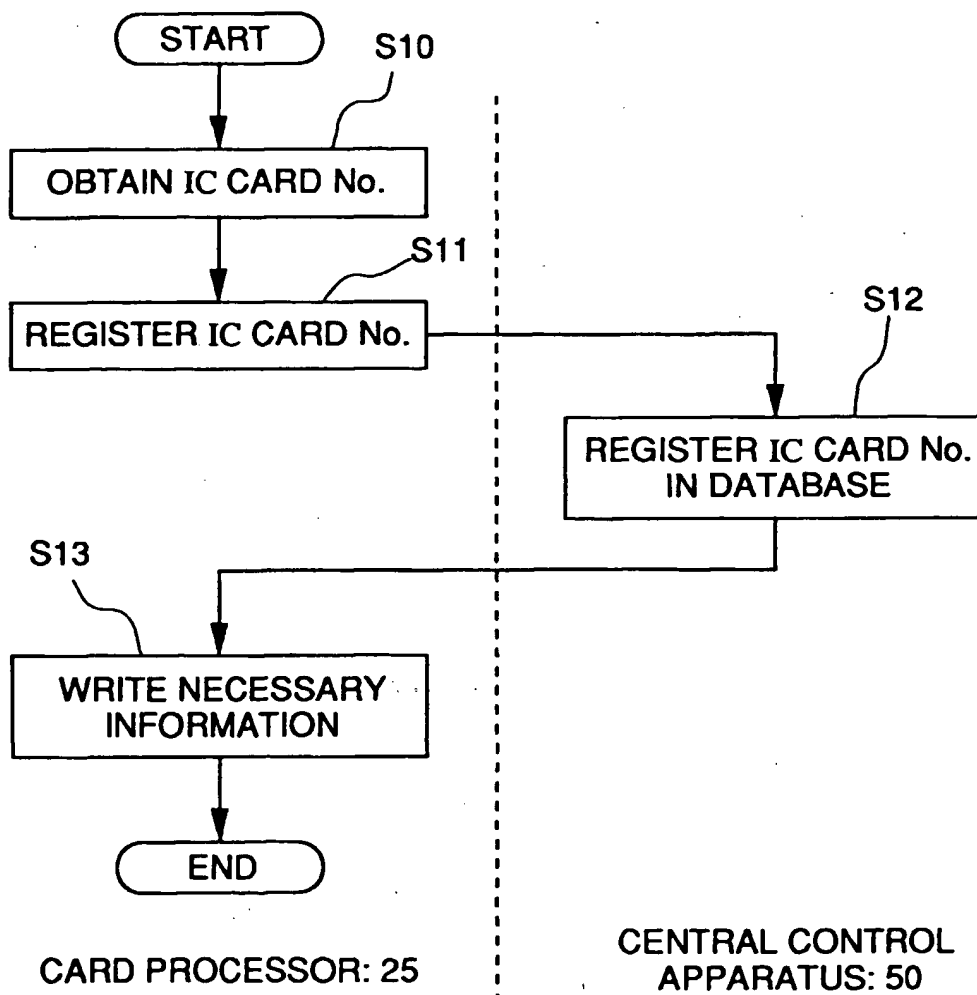 START
S10
OBTAIN IC CARD No.
S11
REGISTER IC CARD No.
S12
REGISTER IC CARD No.
IN DATABASE
S13
WRITE NECESSARY
INFORMATION
END
CARD PROCESSOR: 25
CENTRAL CONTROL
APPARATUS: 50